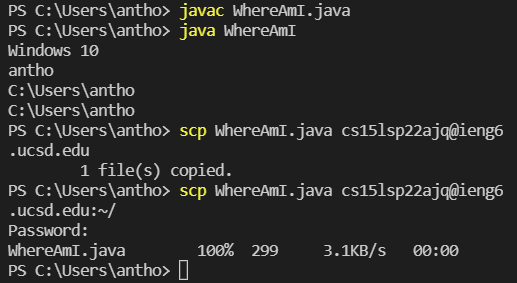 PS C:\Users\antho> javac WhereAmI.java
PS C:\Users\antho> java WhereAmI
Windows 10
antho
C:\Users\antho
C:\Users\antho
PS C:\Users\antho> scp WhereAmI.java cs15lsp22ajq@ieng6
.ucsd.edu
        1 file(s) copied.
PS C:\Users\antho> scp WhereAmI.java cs15lsp22ajq@ieng6
.ucsd.edu:~/
Password:
WhereAmI.java        100%  299     3.1KB/s   00:00
PS C:\Users\antho>